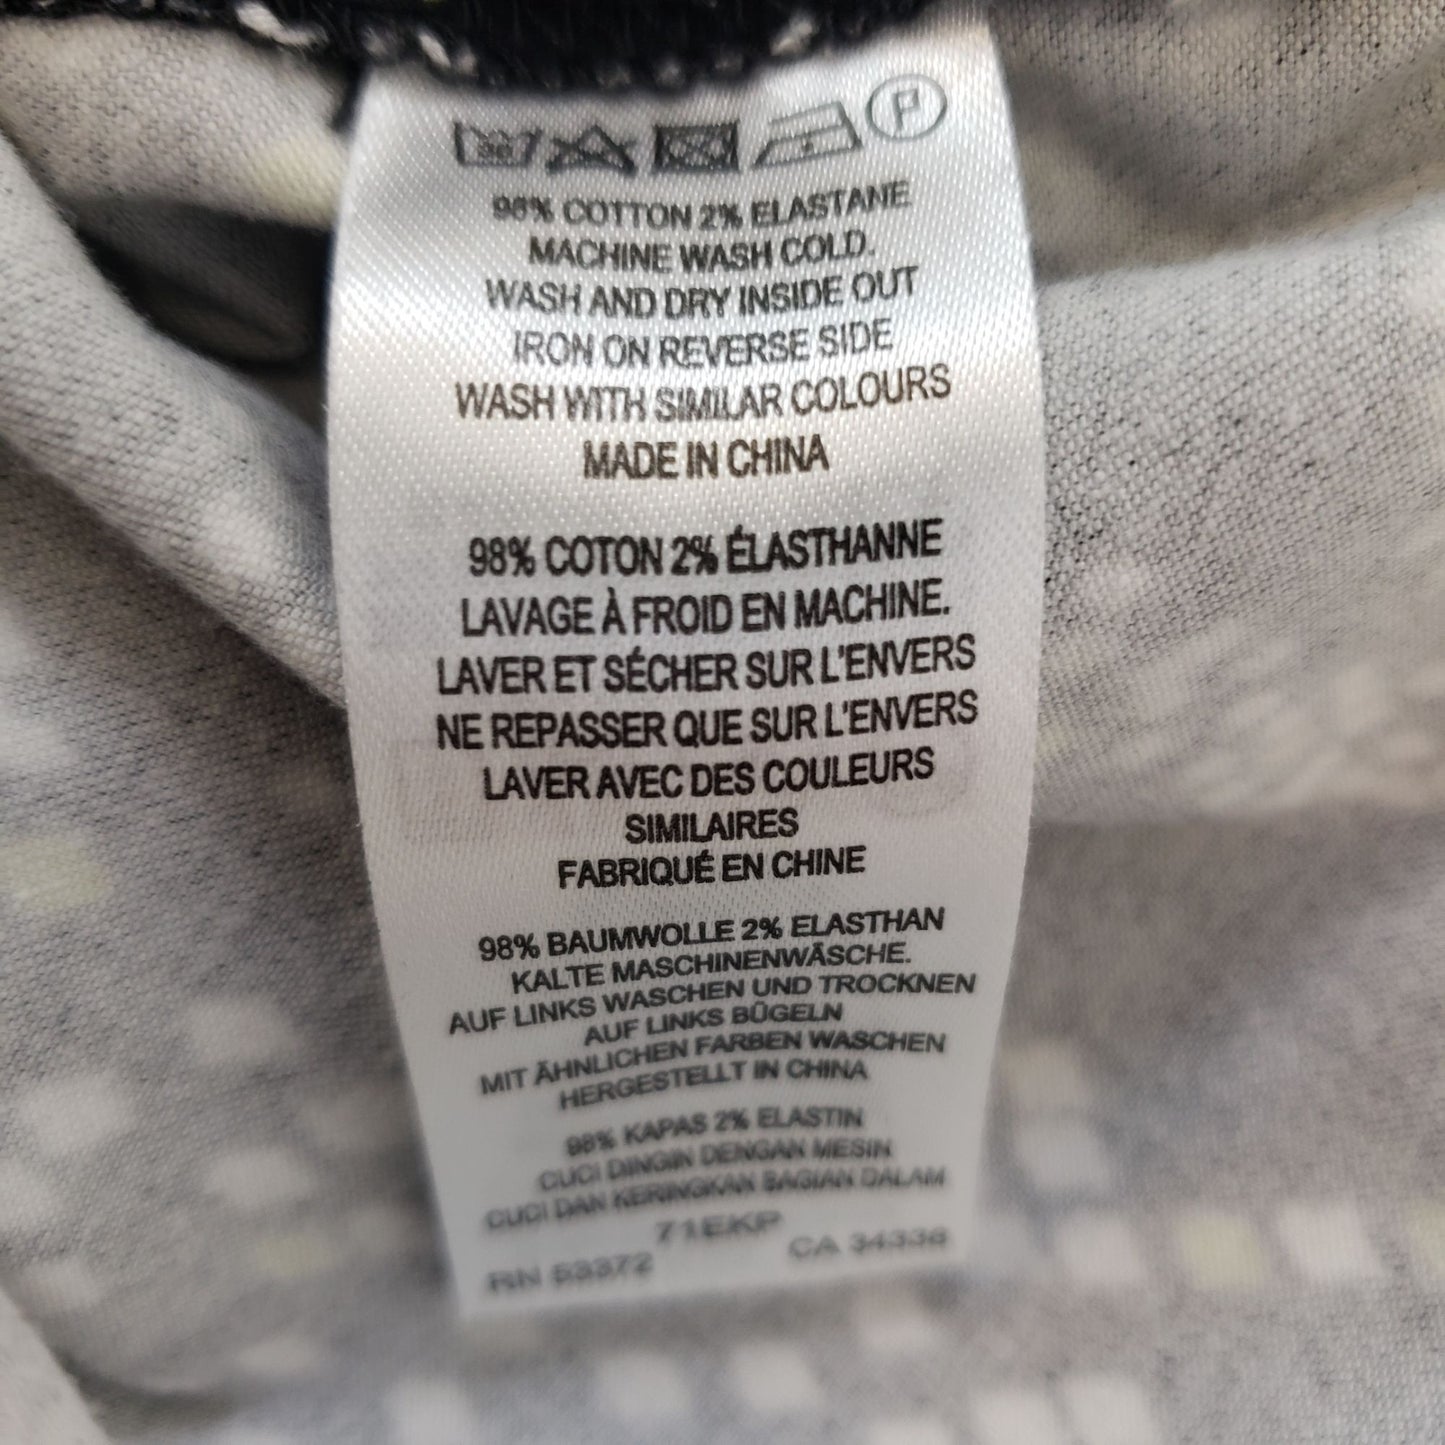 30
P
98% COTTON 2% ELASTANE
MACHINE WASH COLD.
WASH AND DRY INSIDE OUT
IRON ON REVERSE SIDE
WASH WITH SIMILAR COLOURS
MADE IN CHINA
98% COTON 2% ÉLASTHANNE
LAVAGE À FROID EN MACHINE.
LAVER ET SÉCHER SUR L'ENVERS
NE REPASSER QUE SUR L'ENVERS
LAVER AVEC DES COULEURS
SIMILAIRES
FABRIQUÉ EN CHINE
98% BAUMWOLLE 2% ELASTHAN
KALTE MASCHINENWÄSCHE.
AUF LINKS WASCHEN UND TROCKNEN
AUF LINKS BÜGELN
MIT ÄHNLICHEN FARBEN WASCHEN
HERGESTELLT IN CHINA
98% KAPAS 2% ELASTIN
CUCI DINGIN DENGAN MESIN
CUCI DAN KERINGKAN BAGIAN DALAM
71EKP
RN 53372 CA 34338